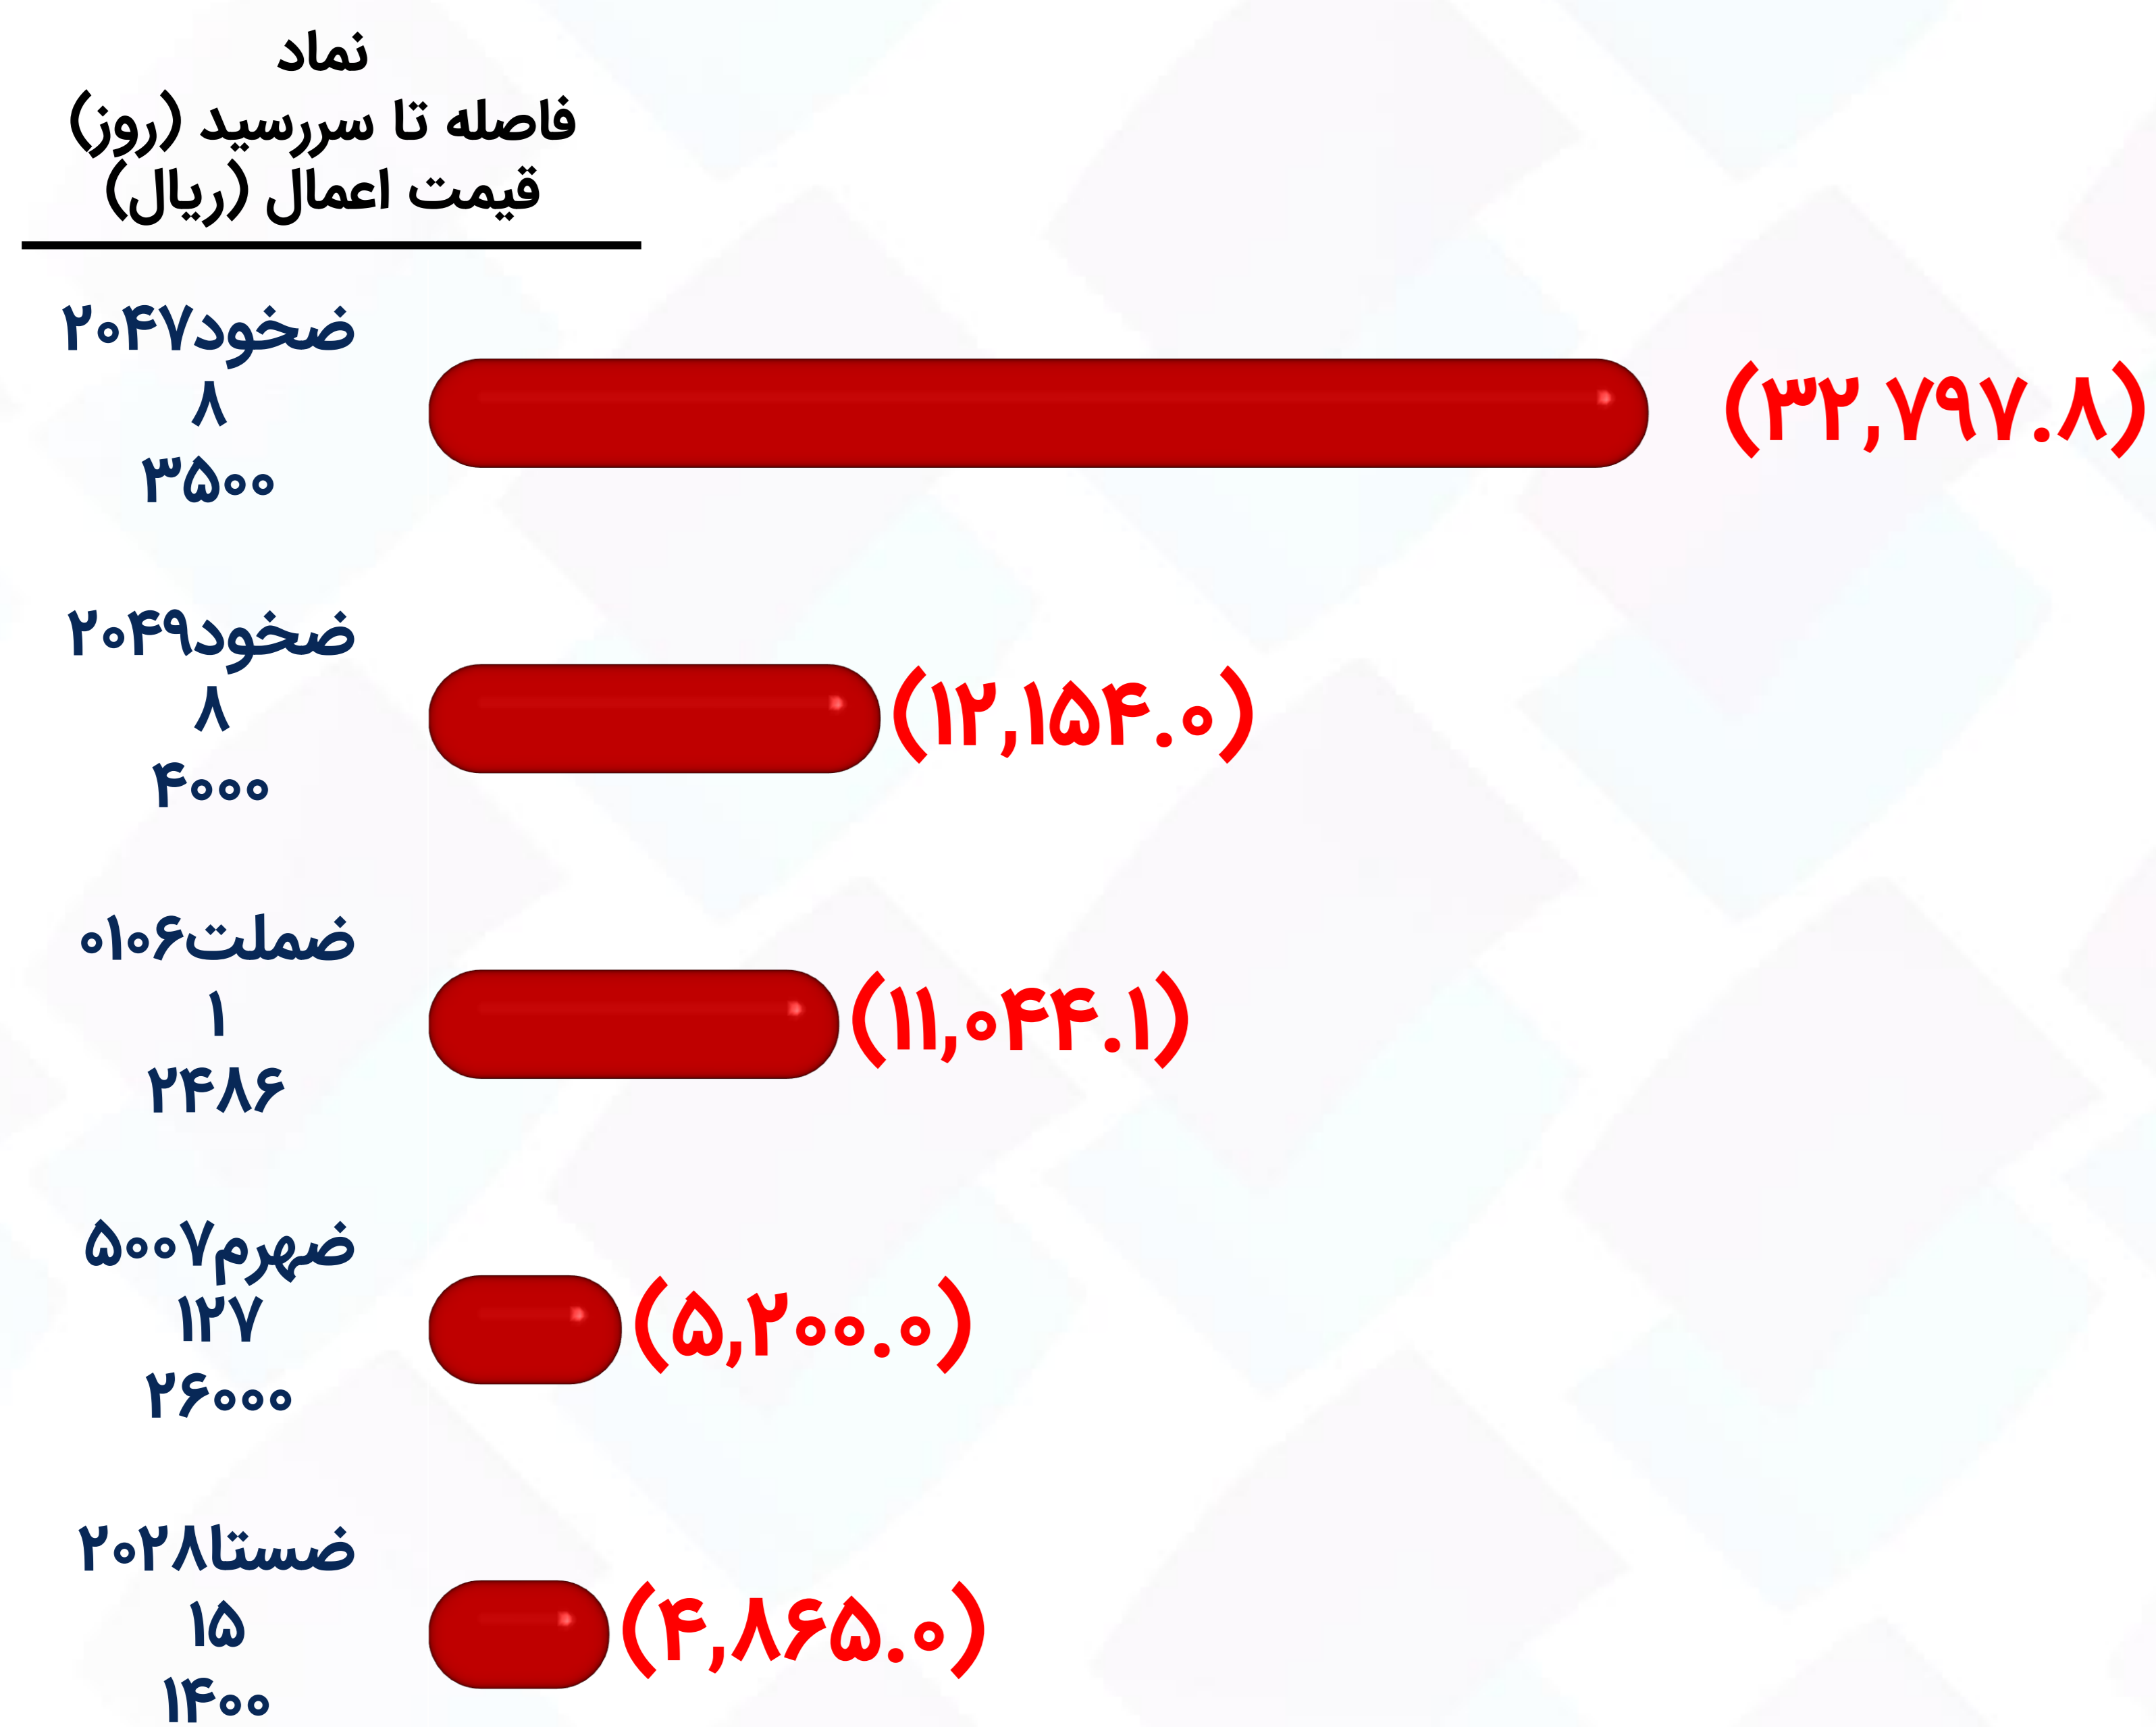 نماد
فاصله تا سررسید (روز)
قیمت اعمال (ریال)
ضخود۲۰۴۷
۸
۳۵۰۰
(۳۲,۷۹۷.۸)
ضخود۲۰۴۹
۸
۴۰۰۰
(۱۲,۱۵۴.۰)
ضملت۰۱۰۶
۱
۲۴۸۶
(۱۱,۰۴۴.۱)
ضهرم۵۰۰۷
۱۲۷
۲۶۰۰۰
(۵,۲۰۰.۰)
ضستا۲۰۲۸
۱۵
۱۴۰۰
(۴,۸۶۵.۰)